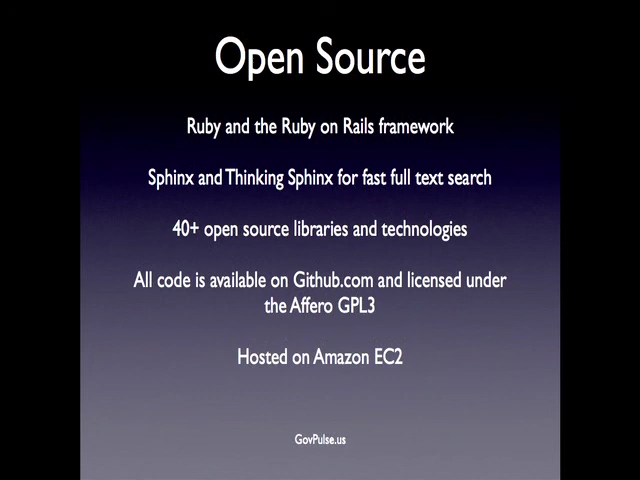 Open Source
Ruby and the Ruby on Rails framework
Sphinx and Thinking Sphinx for fast full text search
40+ open source libraries and technologies
All code is available on Github.com and licensed under
the Affero GPL3
Hosted on Amazon EC2
GovPulse.us